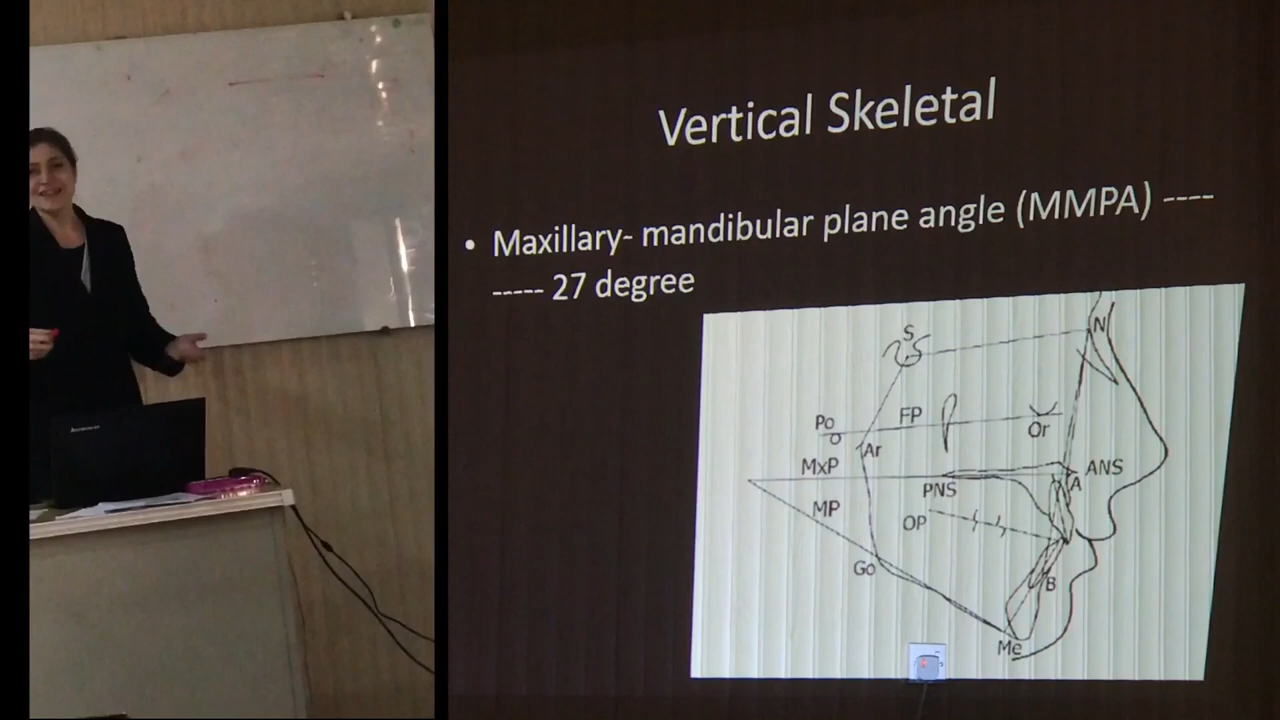 Vertical Skeletal
• Maxillary- mandibular plane angle (MMPA) ----
----- 27 degree
S
N
Po
FP
Or
Ar
MxP
ANS
PNS
A
MP
OP
Go
B
Me